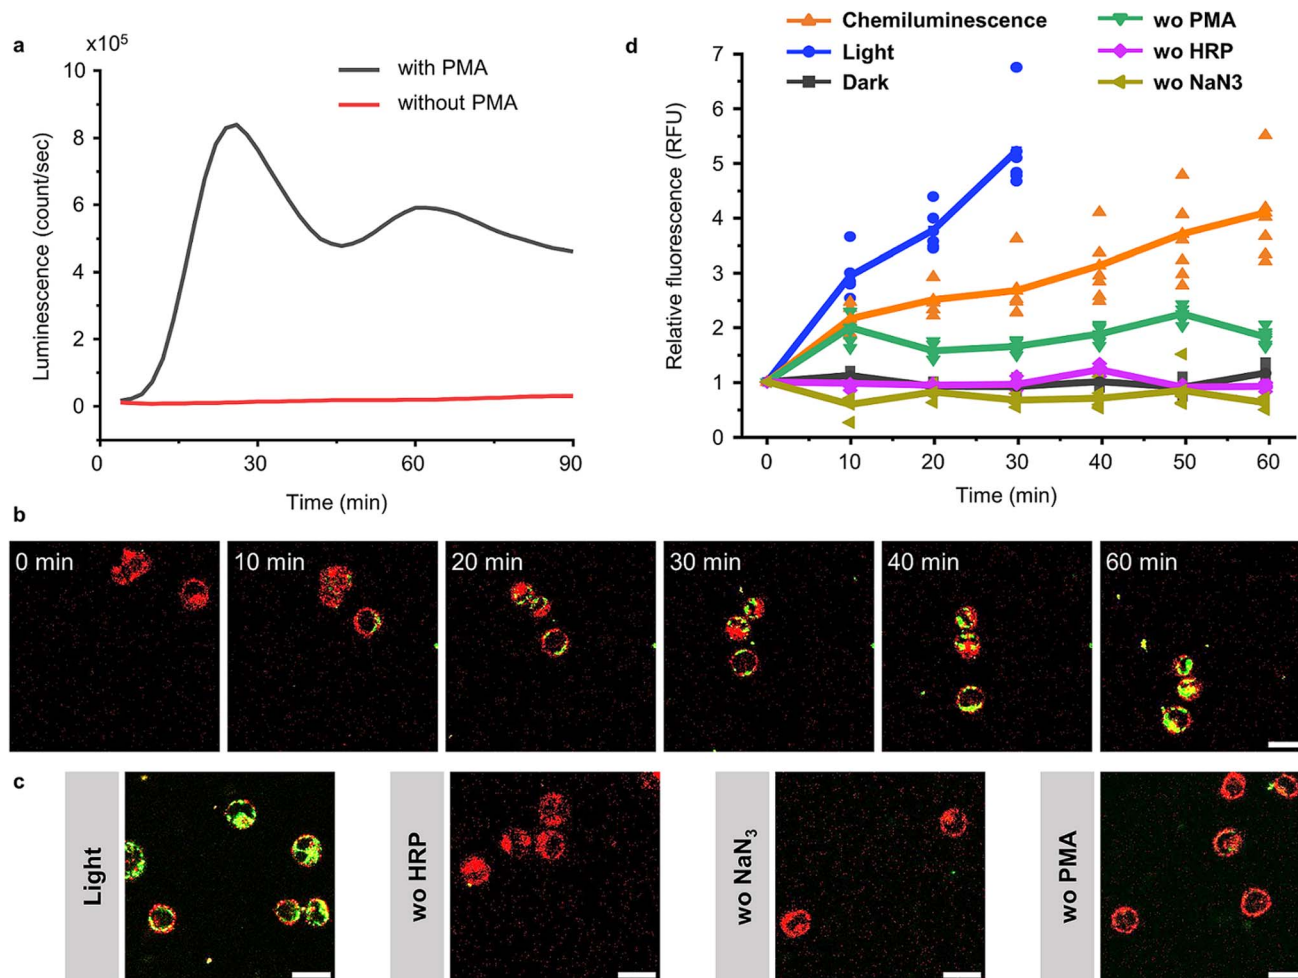 a
x10⁵
10
8
6
4
2
0
0 30 60 90
Luminescence (count/sec)
Time (min)
with PMA
without PMA
d
Chemiluminescence
Light
Dark
wo PMA
wo HRP
wo NaN3
7
6
5
4
3
2
1
0
0 10 20 30 40 50 60
Relative fluorescence (RFU)
Time (min)
b
0 min
10 min
20 min
30 min
40 min
60 min
c
Light
wo HRP
wo NaN₃
wo PMA